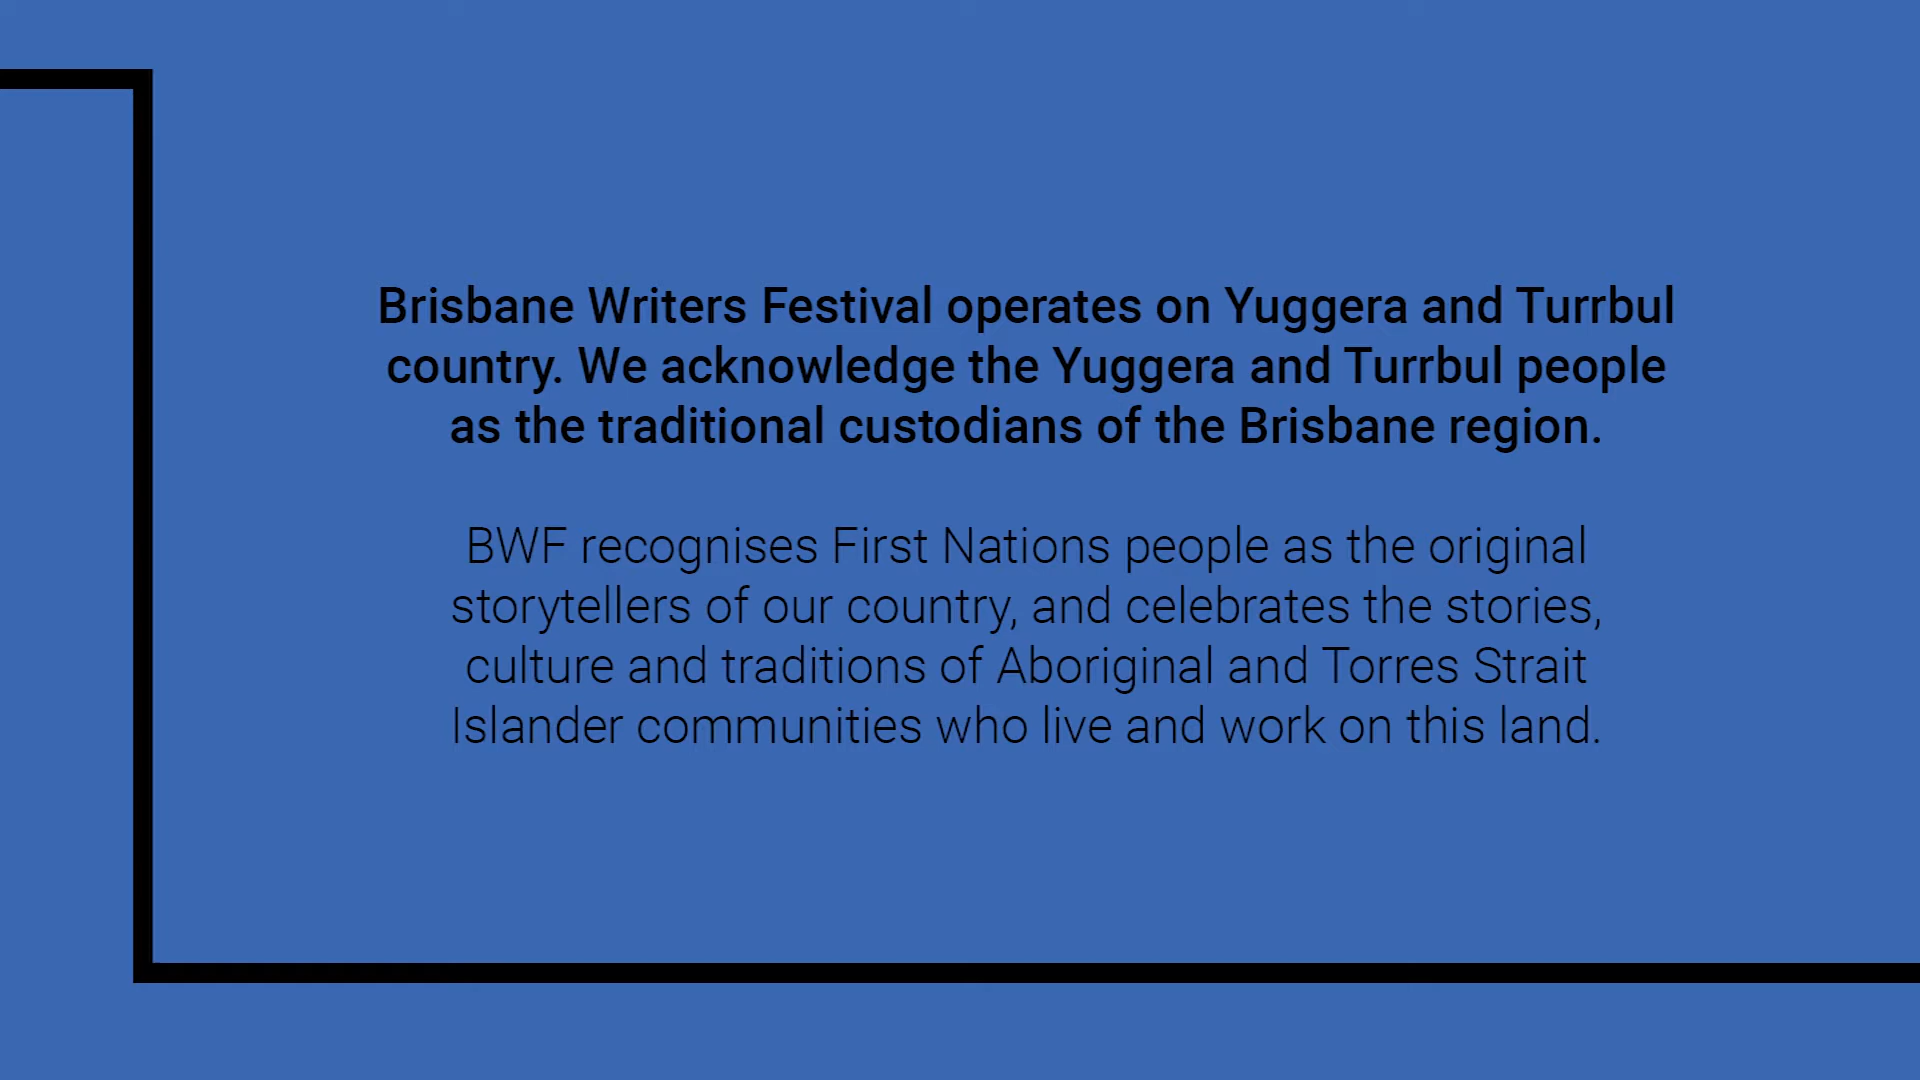 Brisbane Writers Festival operates on Yuggera and Turrbul
country. We acknowledge the Yuggera and Turrbul people
as the traditional custodians of the Brisbane region.
BWF recognises First Nations people as the original
storytellers of our country, and celebrates the stories,
culture and traditions of Aboriginal and Torres Strait
Islander communities who live and work on this land.